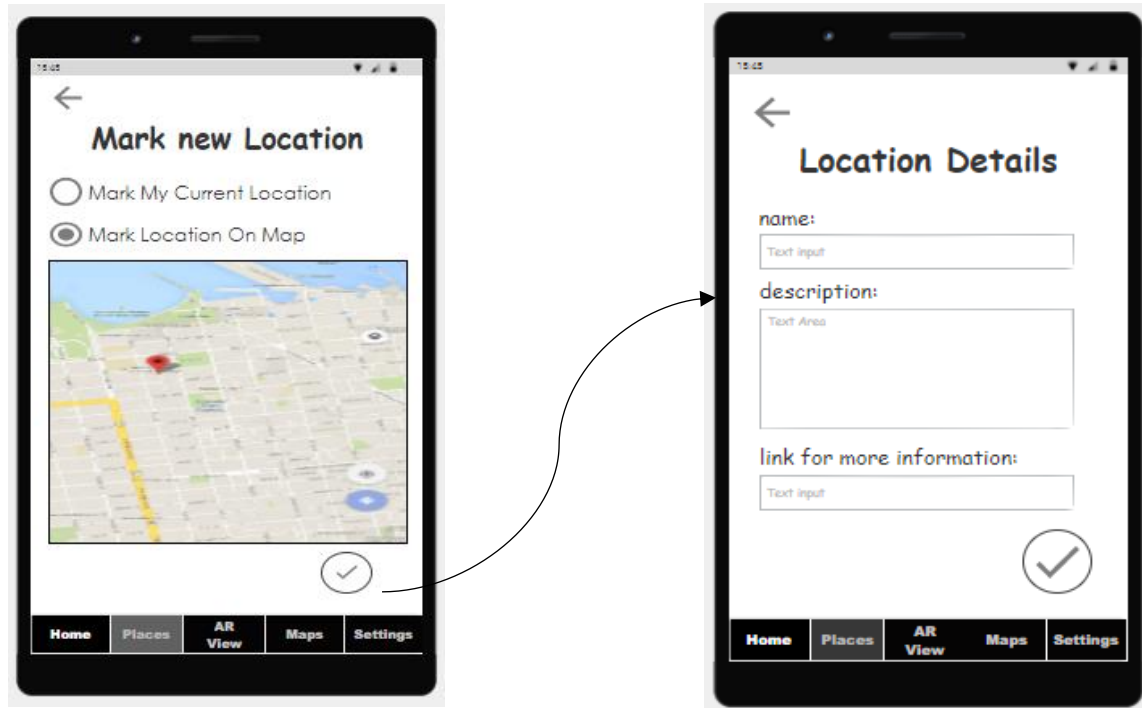 15:45
Mark new Location
Mark My Current Location
Mark Location On Map
Home Places AR View Maps Settings
15:45
Location Details
name:
Text input
description:
Text Area
link for more information:
Text input
Home Places AR View Maps Settings